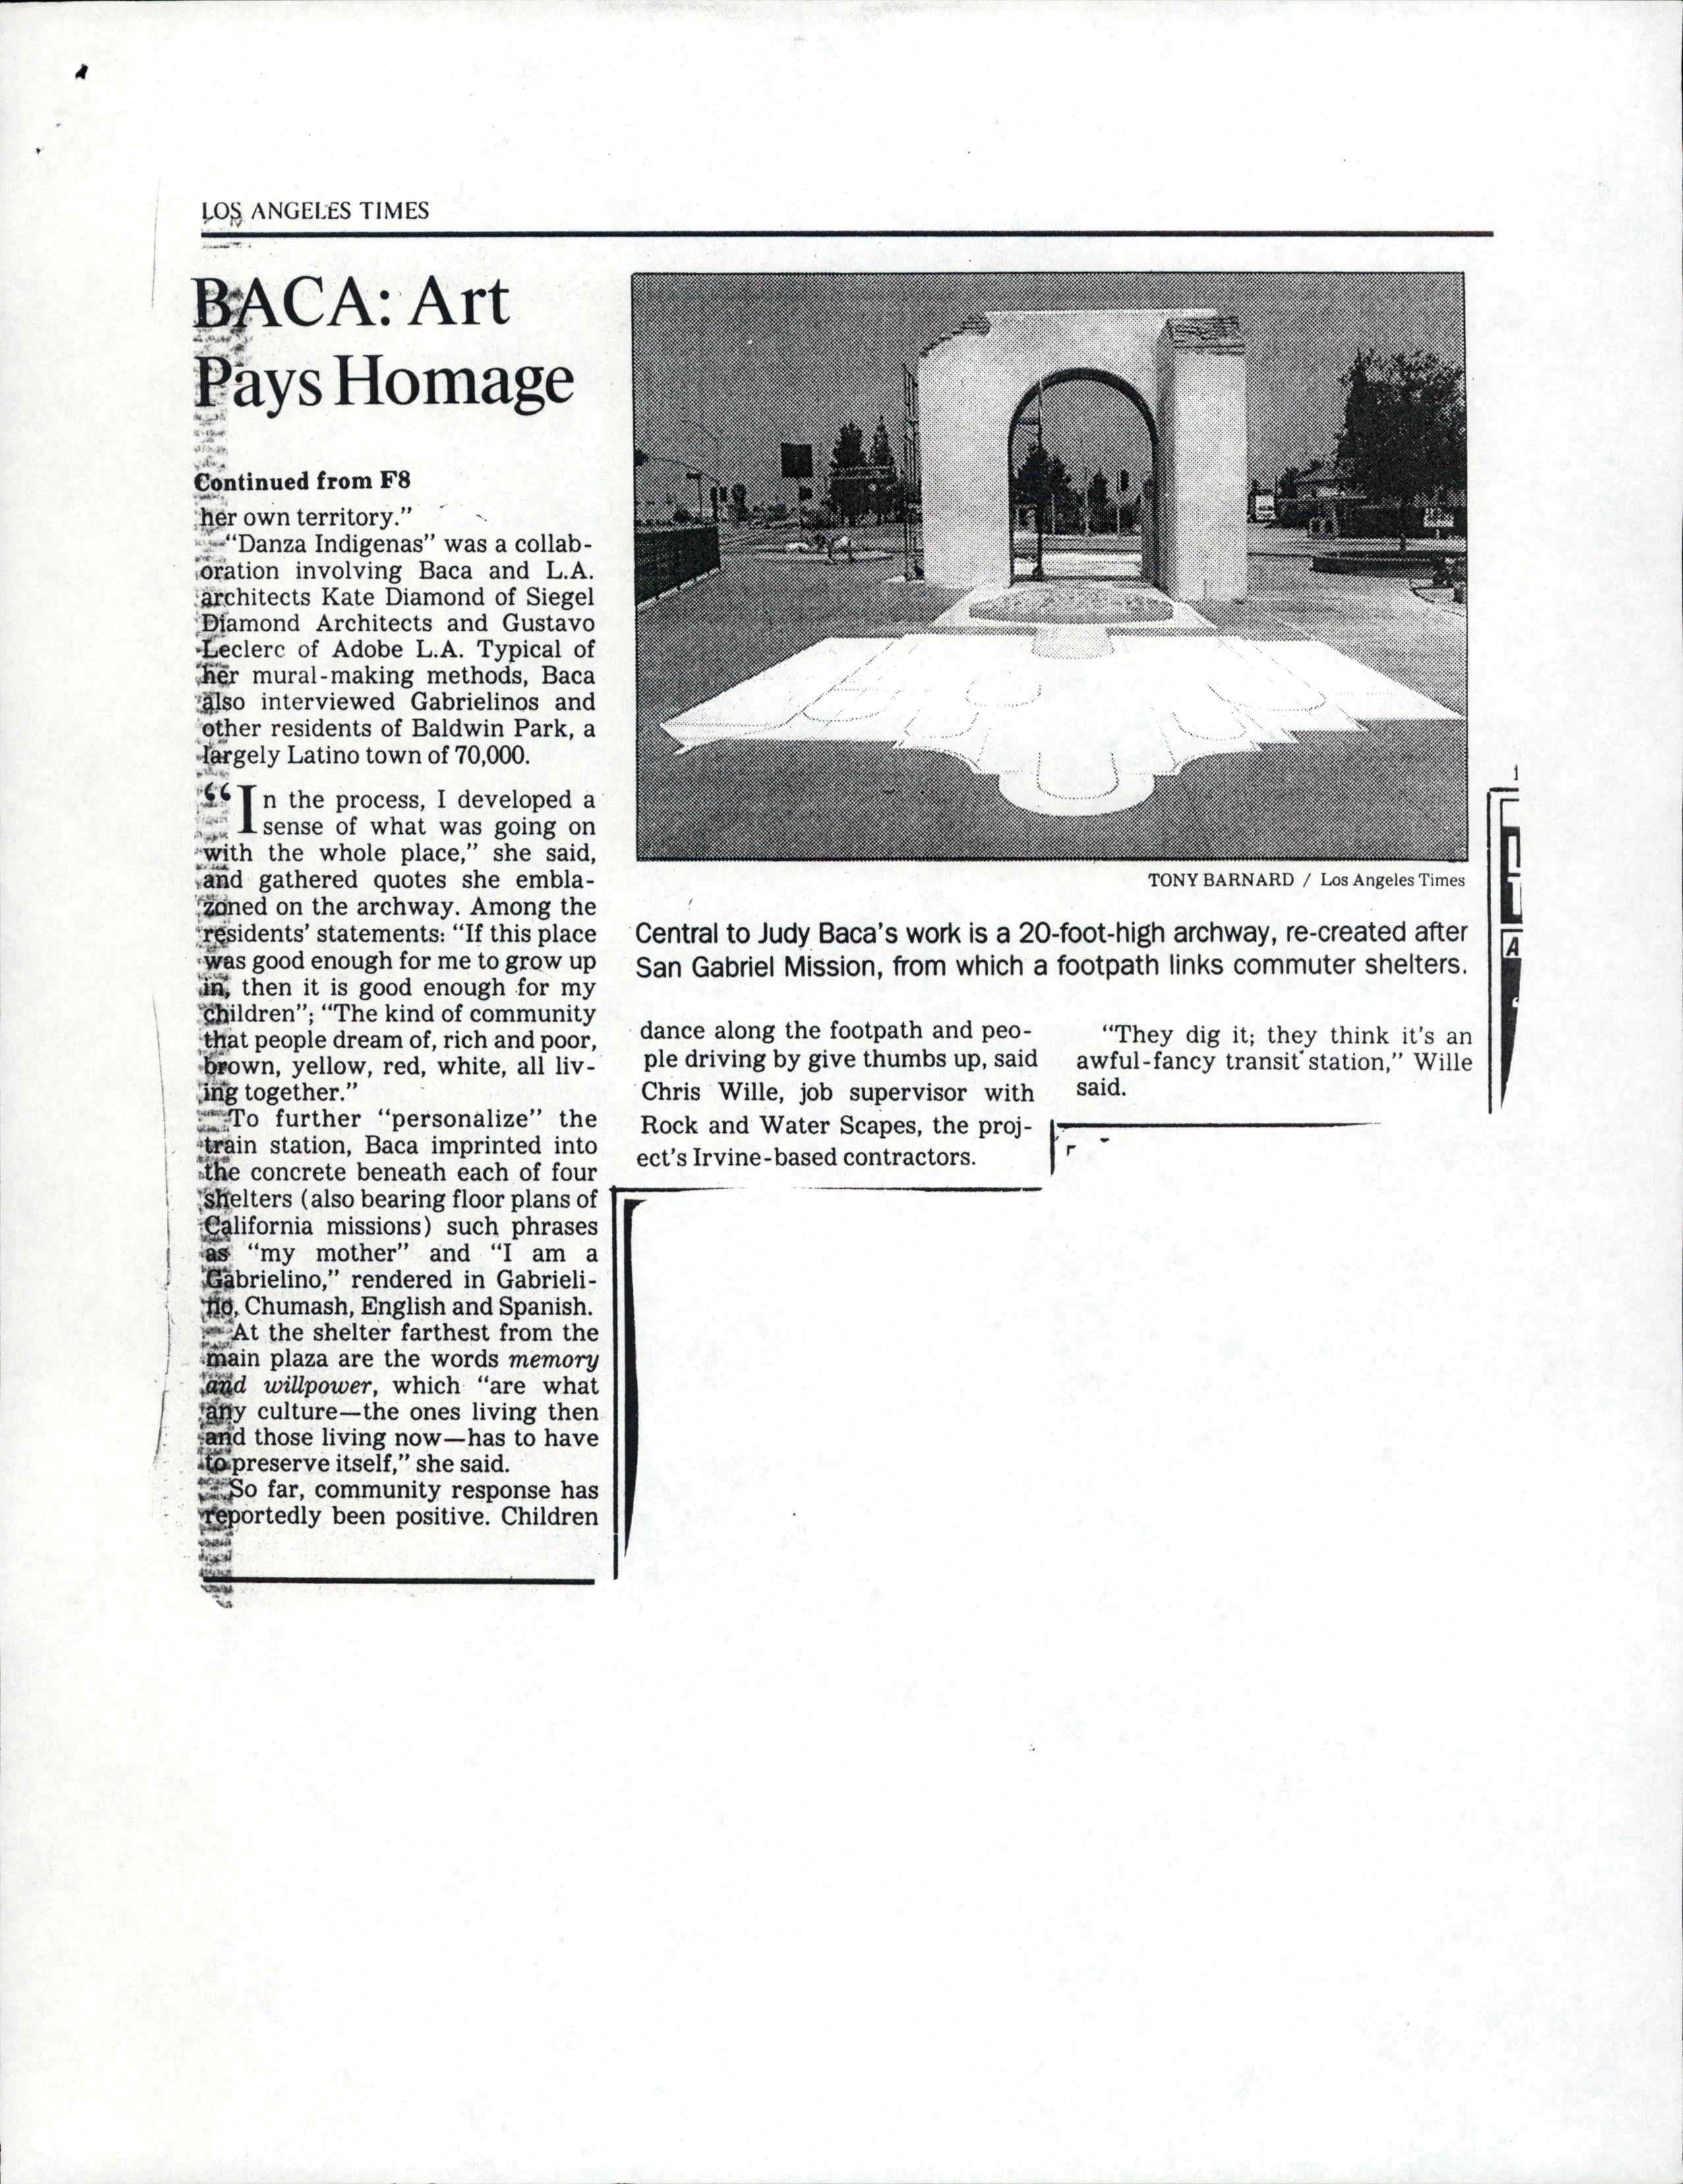 LOS ANGELES TIMES
BACA: Art
Pays Homage
Continued from F8
her own territory.”
“Danza Indigenas” was a collab-
oration involving Baca and L.A.
architects Kate Diamond of Siegel
Diamond Architects and Gustavo
Leclerc of Adobe L.A. Typical of
her mural-making methods, Baca
also interviewed Gabrielinos and
other residents of Baldwin Park, a
largely Latino town of 70,000.
“In the process, I developed a
sense of what was going on
with the whole place,” she said,
and gathered quotes she embla-
zoned on the archway. Among the
residents’ statements: “If this place
was good enough for me to grow up
in, then it is good enough for my
children”; “The kind of community
that people dream of, rich and poor,
brown, yellow, red, white, all liv-
ing together.”
To further “personalize” the
train station, Baca imprinted into
the concrete beneath each of four
shelters (also bearing floor plans of
California missions) such phrases
as “my mother” and “I am a
Gabrielino,” rendered in Gabrieli-
no, Chumash, English and Spanish.
At the shelter farthest from the
main plaza are the words memory
and willpower, which “are what
any culture—the ones living then
and those living now—has to have
to preserve itself,” she said.
So far, community response has
reportedly been positive. Children
TONY BARNARD / Los Angeles Times
Central to Judy Baca’s work is a 20-foot-high archway, re-created after
San Gabriel Mission, from which a footpath links commuter shelters.
dance along the footpath and peo-
ple driving by give thumbs up, said
Chris Wille, job supervisor with
Rock and Water Scapes, the proj-
ect’s Irvine-based contractors.
“They dig it; they think it’s an
awful-fancy transit station,” Wille
said.
A